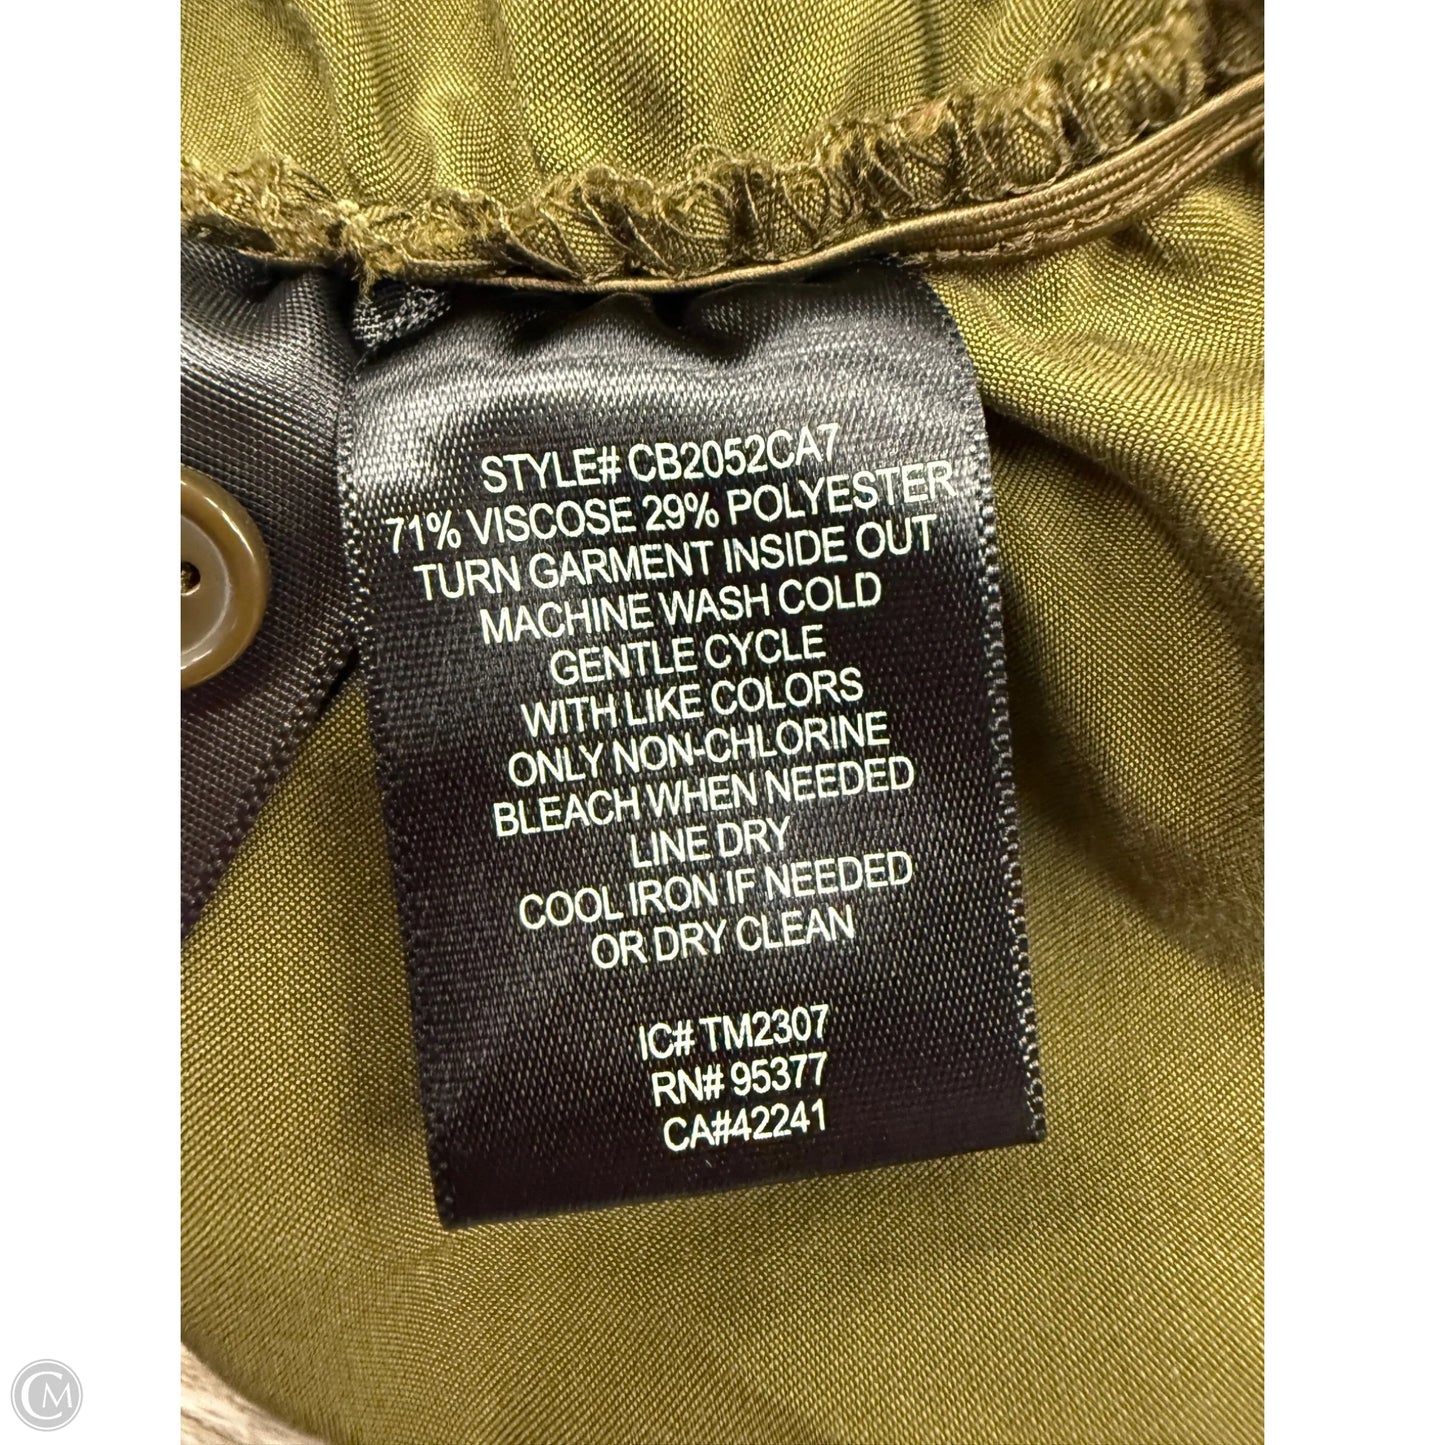 STYLE# CB2052CA7
71% VISCOSE 29% POLYESTER
TURN GARMENT INSIDE OUT
MACHINE WASH COLD
GENTLE CYCLE
WITH LIKE COLORS
ONLY NON-CHLORINE
BLEACH WHEN NEEDED
LINE DRY
COOL IRON IF NEEDED
OR DRY CLEAN
IC# TM2307
RN# 95377
CA#42241
CM